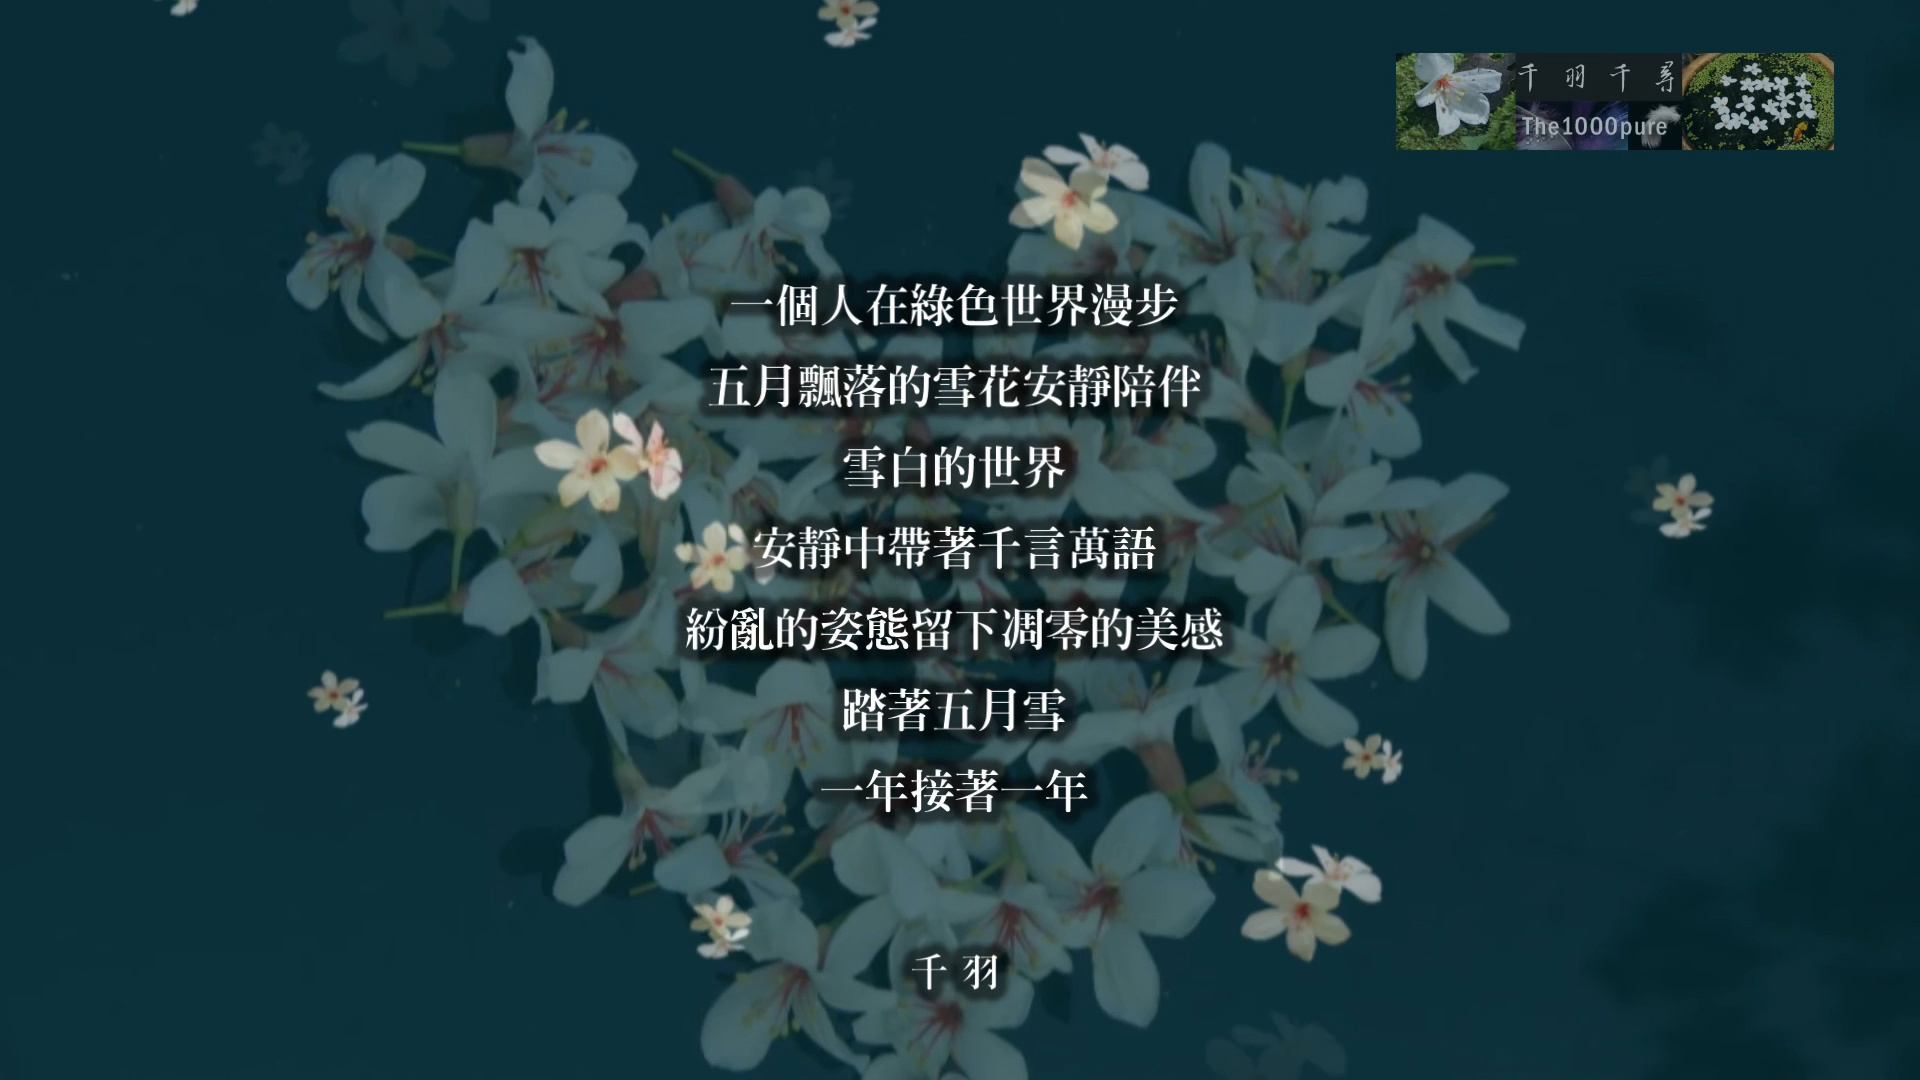 千羽千尋
The1000pure
一個人在綠色世界漫步
五月飄落的雪花安靜陪伴
雪白的世界
安靜中帶著千言萬語
紛亂的姿態留下凋零的美感
踏著五月雪
一年接著一年
千羽